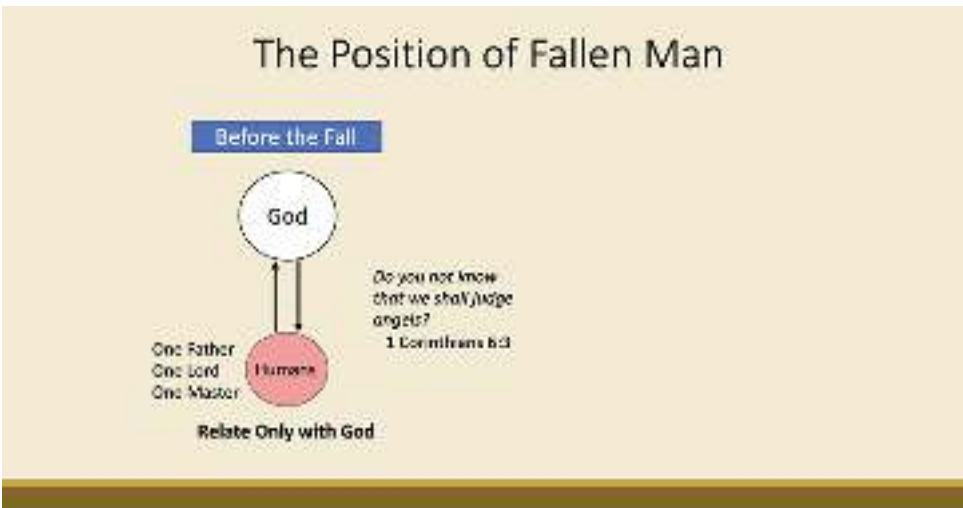 The Position of Fallen Man
Before the Fall
God
Do you not know
that we shall judge
angels?
1 Corinthians 6:3
One Father
One Lord
One Master
Humans
Relate Only with God